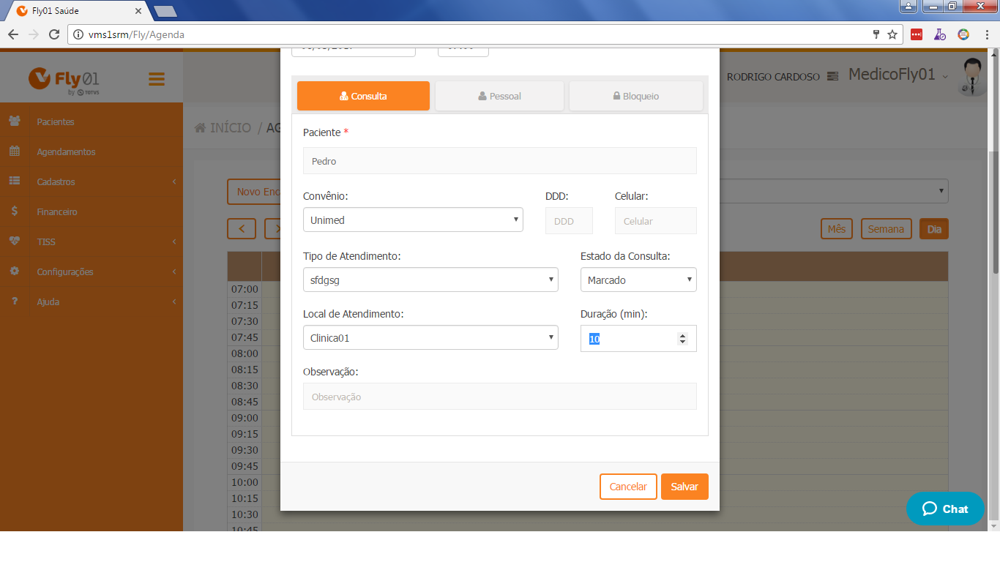 Fly01 Saúde
vms1srm/Fly/Agenda
Fly01
by TOTVS
RODRIGO CARDOSO
MedicoFly01
Pacientes
Agendamentos
Cadastros
Financeiro
TISS
Configurações
Ajuda
INÍCIO /
Novo
Mês
Semana
Dia
07:00
07:15
07:30
07:45
08:00
08:15
08:30
08:45
09:00
09:15
09:30
09:45
10:00
10:15
10:30
10:45
Consulta
Pessoal
Bloqueio
Paciente *
Pedro
Convênio:
DDD:
Celular:
Unimed
DDD
Celular
Tipo de Atendimento:
Estado da Consulta:
sfdgsg
Marcado
Local de Atendimento:
Duração (min):
Clinica01
10
Observação:
Observação
Cancelar
Salvar
Chat